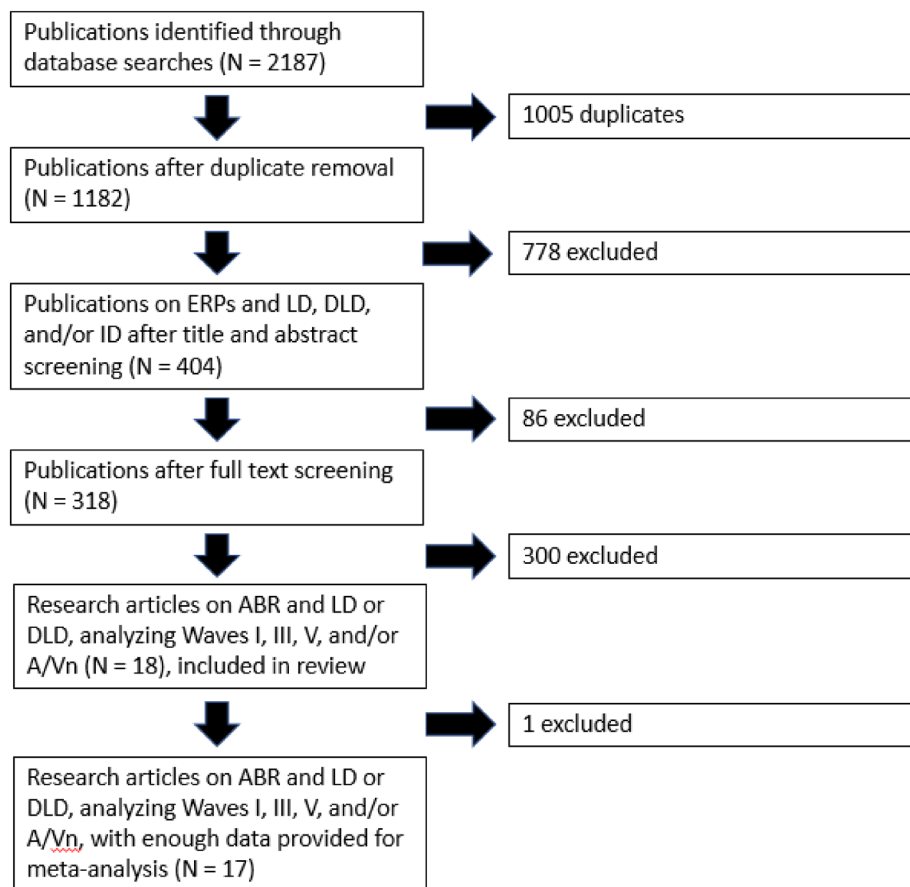 Publications identified through
database searches (N = 2187)
1005 duplicates
Publications after duplicate removal
(N = 1182)
778 excluded
Publications on ERPs and LD, DLD,
and/or ID after title and abstract
screening (N = 404)
86 excluded
Publications after full text screening
(N = 318)
300 excluded
Research articles on ABR and LD or
DLD, analyzing Waves I, III, V, and/or
A/Vn (N = 18), included in review
1 excluded
Research articles on ABR and LD or
DLD, analyzing Waves I, III, V, and/or
A/Vn, with enough data provided for
meta-analysis (N = 17)